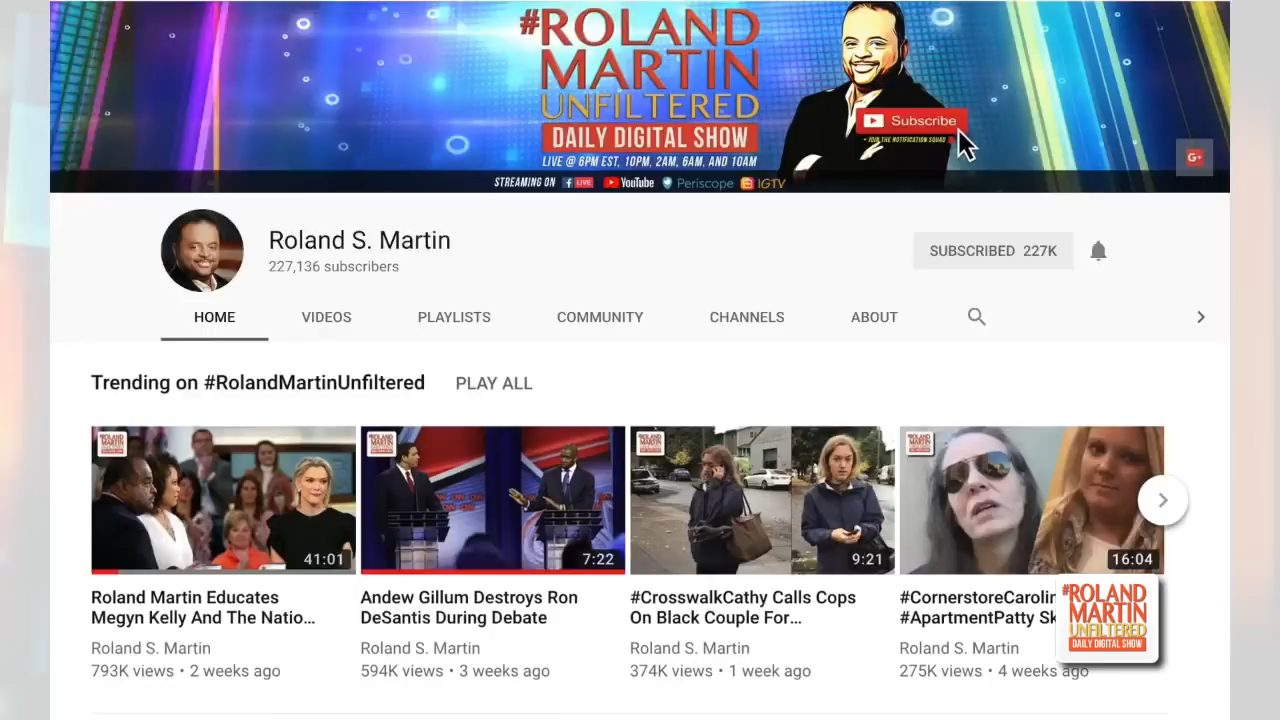 #ROLAND
MARTIN
UNFILTERED
DAILY DIGITAL SHOW
LIVE @ 6PM EST, 10PM, 2AM, 6AM, AND 10AM
Subscribe
• JOIN THE NOTIFICATION SQUAD
G+
STREAMING ON f LIVE YouTube Periscope IGTV
Roland S. Martin
227,136 subscribers
SUBSCRIBED 227K
HOME VIDEOS PLAYLISTS COMMUNITY CHANNELS ABOUT
Trending on #RolandMartinUnfiltered PLAY ALL
41:01
7:22
9:21
16:04
Roland Martin Educates
Megyn Kelly And The Natio...
Roland S. Martin
793K views • 2 weeks ago
Andew Gillum Destroys Ron
DeSantis During Debate
Roland S. Martin
594K views • 3 weeks ago
#CrosswalkCathy Calls Cops
On Black Couple For...
Roland S. Martin
374K views • 1 week ago
#CornerstoreCarolin
#ApartmentPatty Sk
Roland S. Martin
275K views • 4 weeks ago
#ROLAND
MARTIN
UNFILTERED
DAILY DIGITAL SHOW